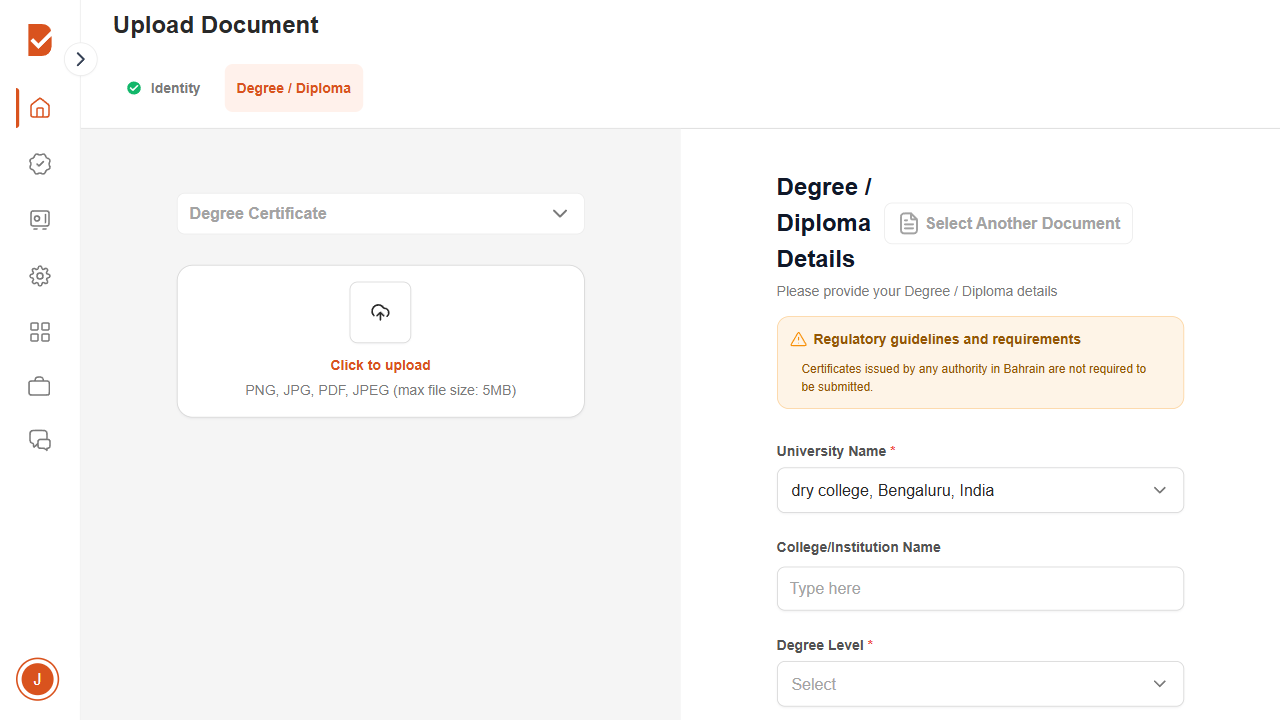 Upload Document
Identity
Degree / Diploma
Degree Certificate
Click to upload
PNG, JPG, PDF, JPEG (max file size: 5MB)
Degree /
Diploma
Details
Select Another Document
Please provide your Degree / Diploma details
Regulatory guidelines and requirements
Certificates issued by any authority in Bahrain are not required to
be submitted.
University Name *
dry college, Bengaluru, India
College/Institution Name
Type here
Degree Level *
Select
J